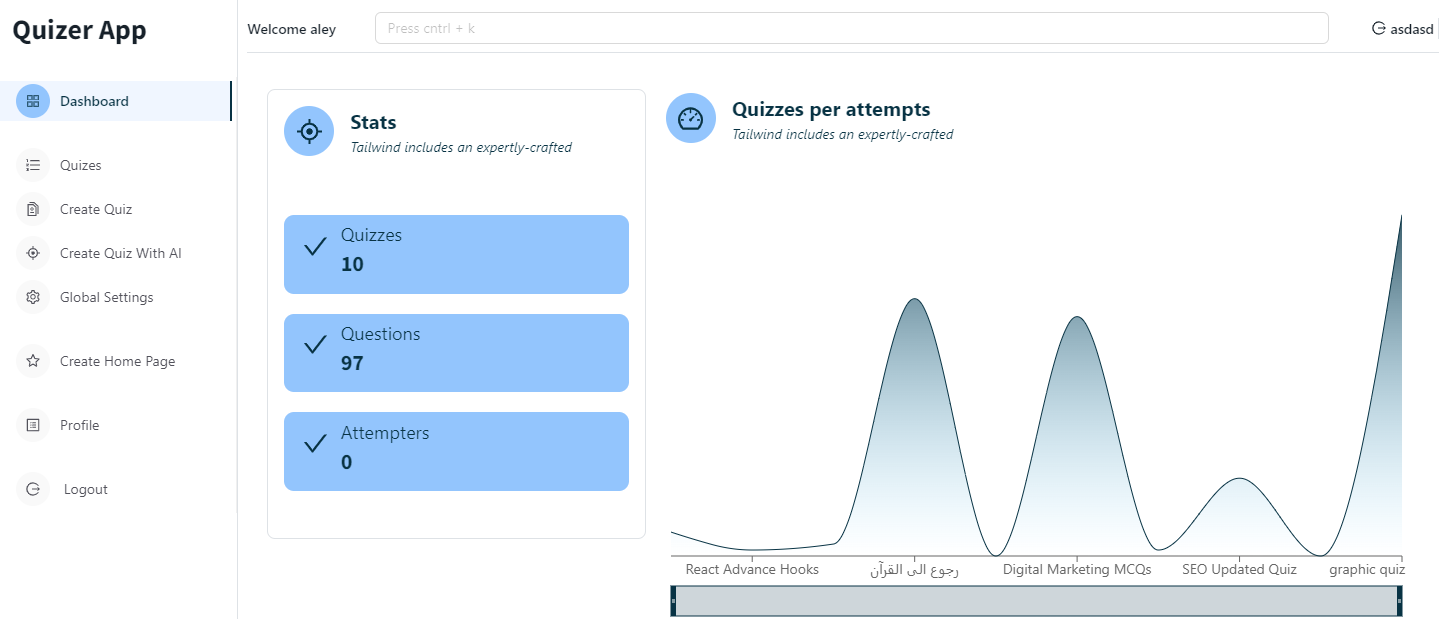 Quizer App
Dashboard
Quizes
Create Quiz
Create Quiz With AI
Global Settings
Create Home Page
Profile
Logout
Welcome aley
Press cntrl + k
asdasd
Stats
Tailwind includes an expertly-crafted
Quizzes
10
Questions
97
Attempters
0
Quizzes per attempts
Tailwind includes an expertly-crafted
React Advance Hooks
رجوع الی القرآن
Digital Marketing MCQs
SEO Updated Quiz
graphic quiz